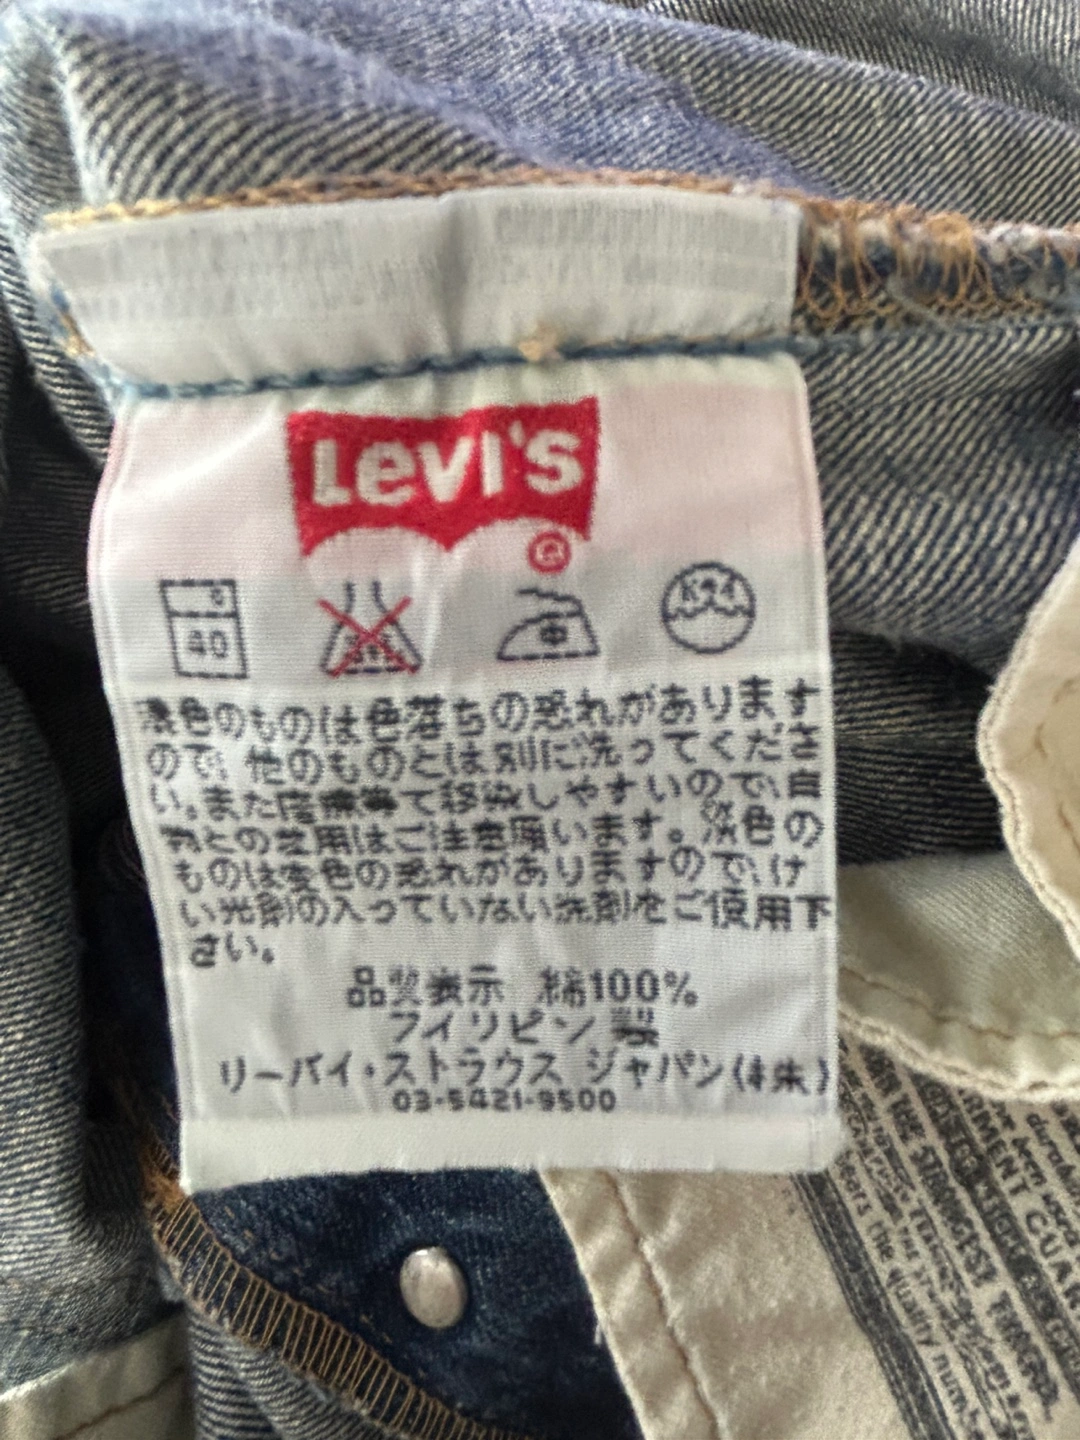 Levi's
®
40
濃色のものは色落ちの恐れがあります
ので、他のものとは別に洗ってくださ
い。また摩擦等で移染しやすいので、白
物との芝用はご注意願います。淡色の
ものは変色の恐れがありますので、け
い光剤の入っていない洗剤をご使用下
さい。
品質表示 綿100%
フィリピン製
リーバイ・ストラウス ジャパン(株)
03-5421-9500
THE STRONGEST